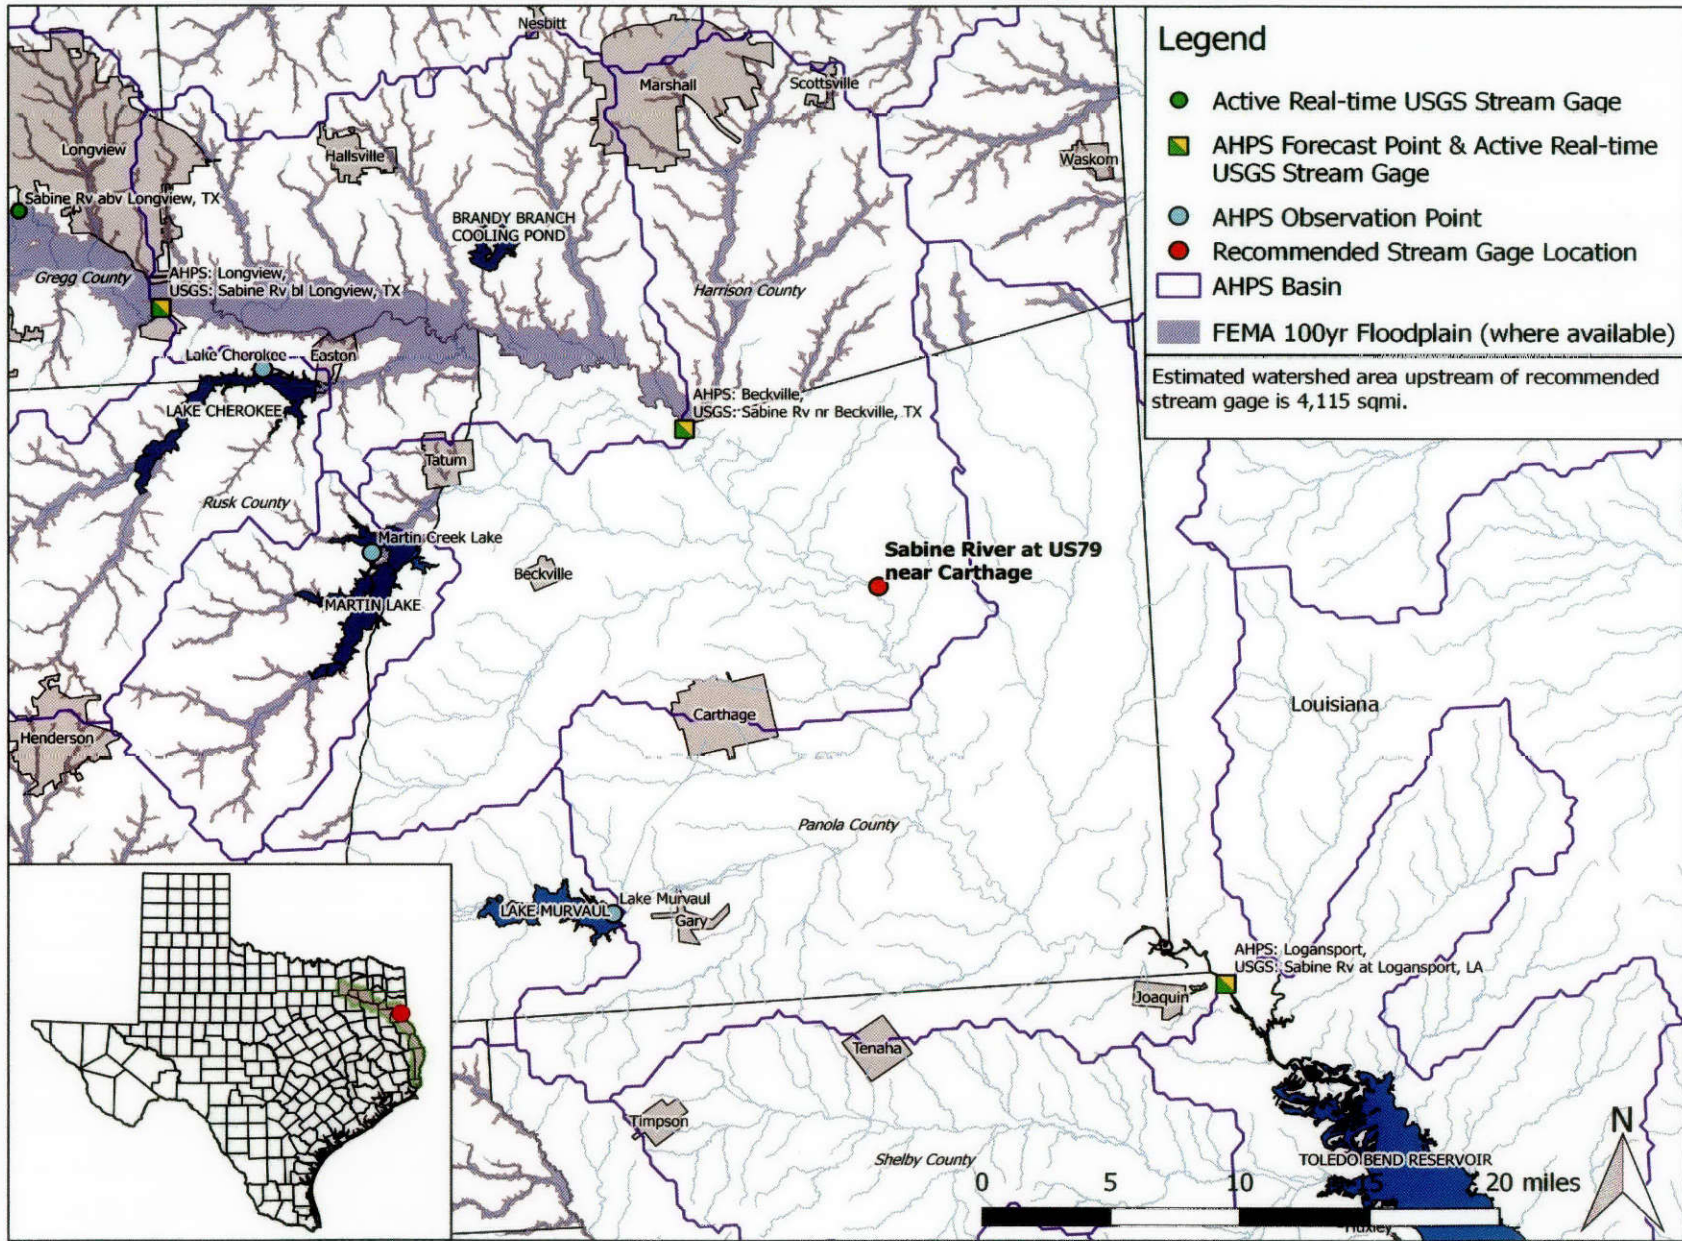 Nesbitt
Marshall
Scottsville
Longview
Hallsville
Waskom
Sabine Rv abv Longview, TX
BRANDY BRANCH
COOLING POND
Gregg County
AHPS: Longview,
USGS: Sabine Rv bl Longview, TX
Harrison County
Lake Cherokee
Easton
LAKE CHEROKEE
AHPS: Beckville,
USGS: Sabine Rv nr Beckville, TX
Tatum
Rusk County
Martin Creek Lake
Beckville
MARTIN LAKE
Sabine River at US79
near Carthage
Henderson
Carthage
Louisiana
Panola County
LAKE MURVAUL
Lake Murvaul
Gary
AHPS: Logansport,
USGS: Sabine Rv at Logansport, LA
Joaquin
Tenaha
Timpson
Shelby County
TOLEDO BEND RESERVOIR
Huxley
Legend
Active Real-time USGS Stream Gage
AHPS Forecast Point & Active Real-time
USGS Stream Gage
AHPS Observation Point
Recommended Stream Gage Location
AHPS Basin
FEMA 100yr Floodplain (where available)
Estimated watershed area upstream of recommended
stream gage is 4,115 sqmi.
N
0 5 10 15 20 miles